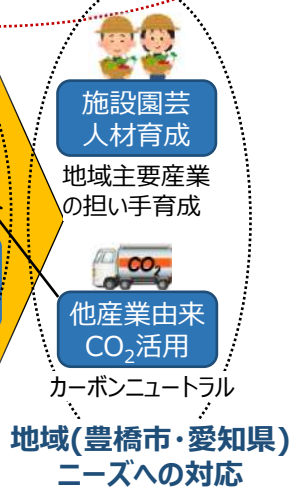 施設園芸
人材育成
地域主要産業
の担い手育成
CO₂
他産業由来
CO₂活用
カーボンニュートラル
地域(豊橋市・愛知県)
ニーズへの対応